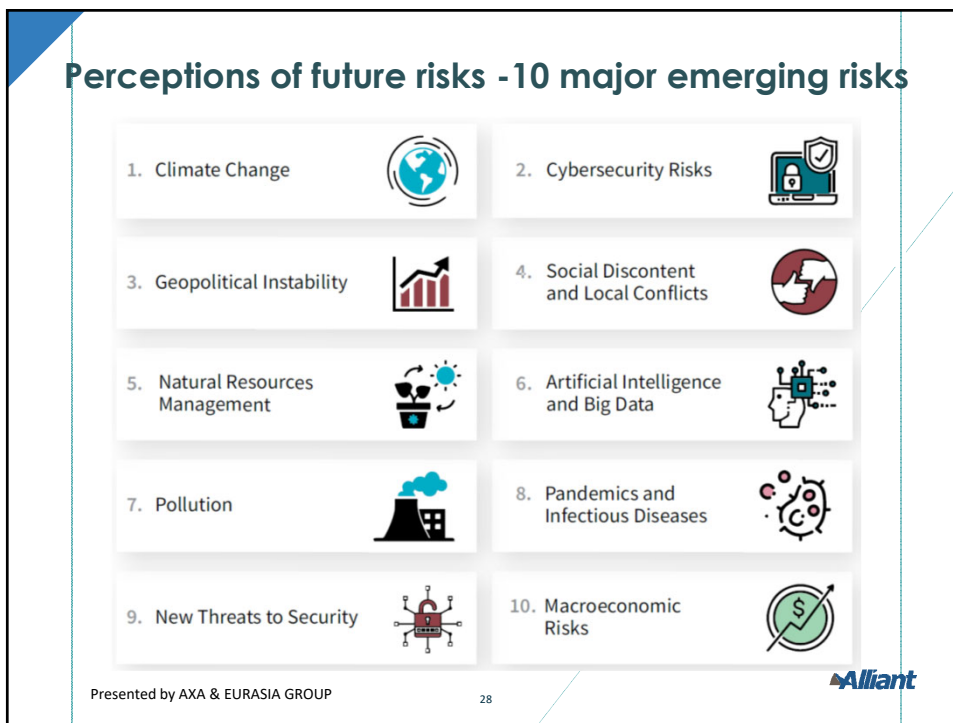 Perceptions of future risks -10 major emerging risks
1. Climate Change
2. Cybersecurity Risks
3. Geopolitical Instability
4. Social Discontent
and Local Conflicts
5. Natural Resources
Management
6. Artificial Intelligence
and Big Data
7. Pollution
8. Pandemics and
Infectious Diseases
9. New Threats to Security
10. Macroeconomic
Risks
$
Presented by AXA & EURASIA GROUP
28
Alliant